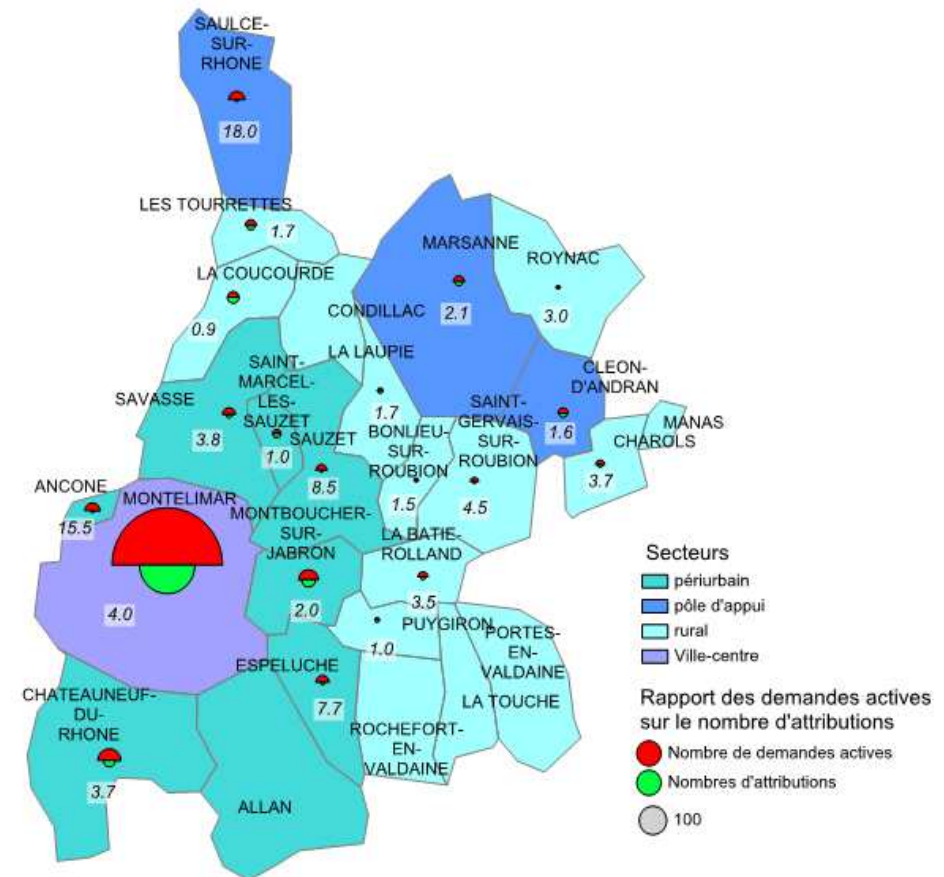 SAULCE-
SUR-
RHONE
18.0
LES TOURRETTES
1.7
MARSANNE
2.1
ROYNAC
3.0
LA COUCOURDE
0.9
CONDILLAC
LA LAUPIE
1.7
SAINT-
MARCEL-
LES-
SAUZET
1.0
CLEON-
D'ANDRAN
1.6
SAVASSE
3.8
SAUZET
8.5
BONLIEU-
SUR-
ROUBION
1.5
SAINT-
GERVAIS-
SUR-
ROUBION
4.5
MANAS
CHAROLS
3.7
ANCONE
15.5
MONTELIMAR
4.0
MONTBOUCHER-
SUR-
JABRON
2.0
LA BATIE-
ROLLAND
3.5
PUYGIRON
1.0
PORTES-
EN-
VALDAINE
LA TOUCHE
ESPELUCHE
7.7
CHATEAUNEUF-
DU-
RHONE
3.7
ROCHEFORT-
EN-
VALDAINE
ALLAN
Secteurs
périurbain
pôle d'appui
rural
Ville-centre
Rapport des demandes actives
sur le nombre d'attributions
Nombre de demandes actives
Nombres d'attributions
100